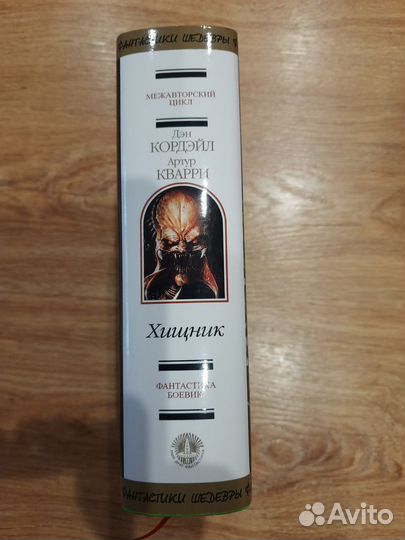 ФАНТАСТИКИ ШЕДЕВРЫ
МЕЖАВТОРСКИЙ
ЦИКЛ
Дэн
КОРДЭЙЛ
Артур
КВАРРИ
Хищник
ФАНТАСТИКА
БОЕВИК
ФАНТАСТИКИ ШЕДЕВРЫ
Avito